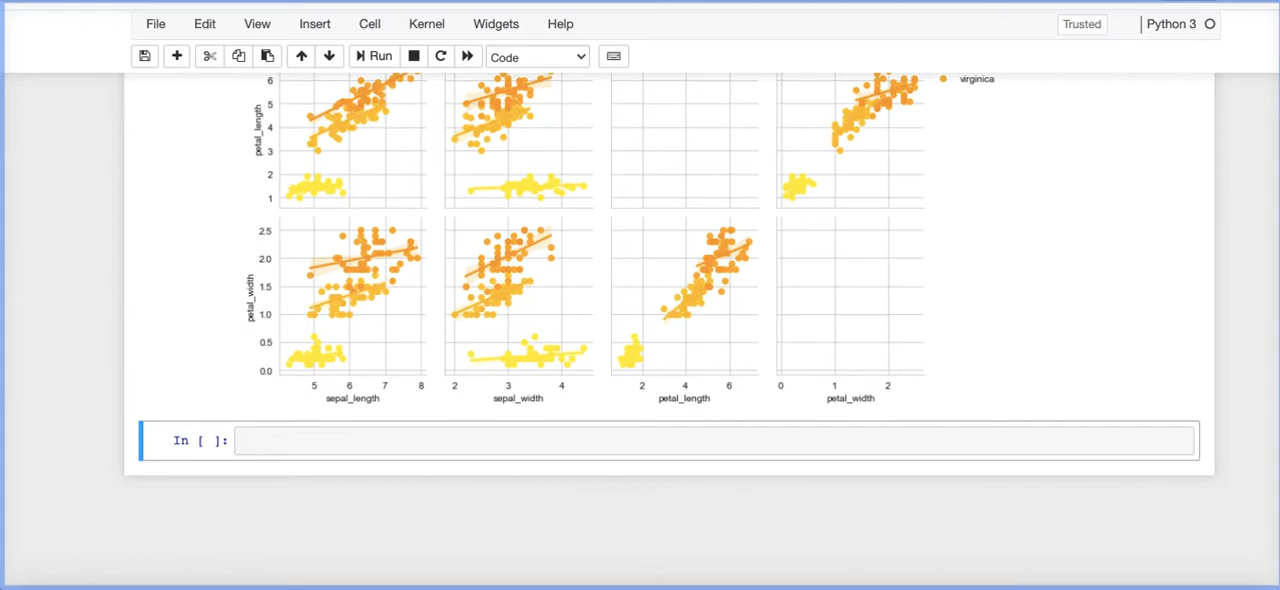 File Edit View Insert Cell Kernel Widgets Help Trusted Python 3
Run Code
virginica
petal_length
6
5
4
3
2
1
petal_width
2.5
2.0
1.5
1.0
0.5
0.0
5 6 7 8 2 3 4 2 4 6 0 1 2
sepal_length sepal_width petal_length petal_width
In [ ]: